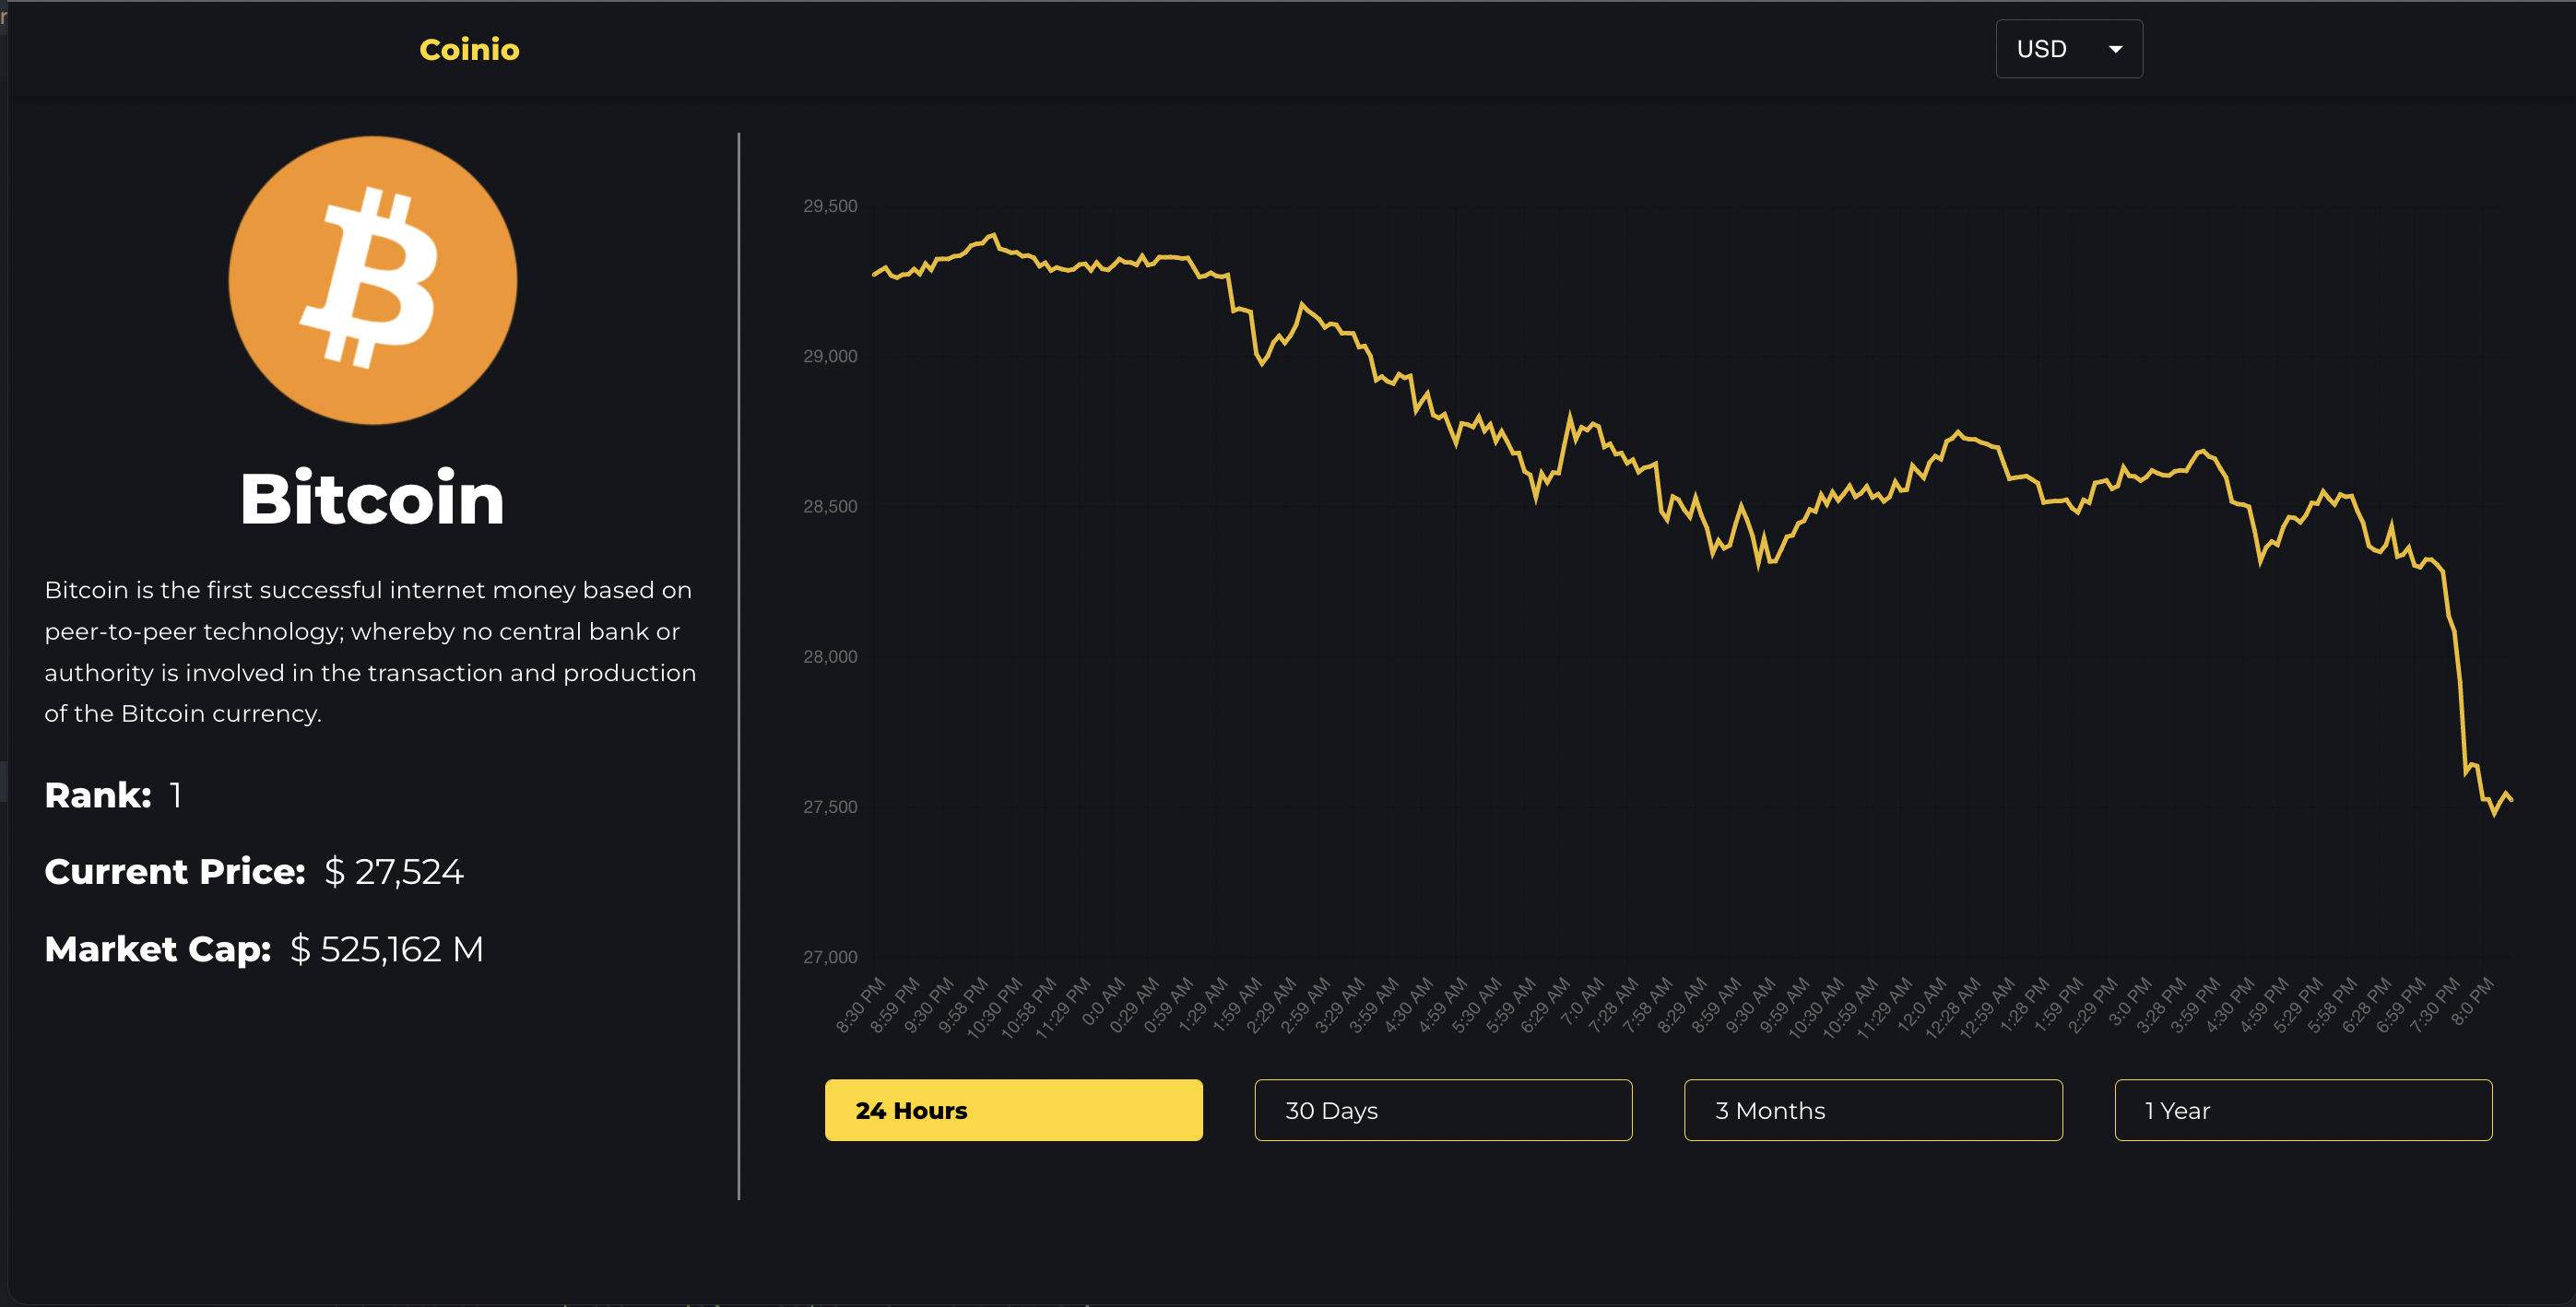 Coinio
USD
Bitcoin
Bitcoin is the first successful internet money based on
peer-to-peer technology; whereby no central bank or
authority is involved in the transaction and production
of the Bitcoin currency.
Rank: 1
Current Price: $ 27,524
Market Cap: $ 525,162 M
29,500
29,000
28,500
28,000
27,500
27,000
8:30 PM
8:59 PM
9:30 PM
9:58 PM
10:30 PM
10:58 PM
11:29 PM
0:0 AM
0:29 AM
0:59 AM
1:29 AM
1:59 AM
2:29 AM
2:59 AM
3:29 AM
3:59 AM
4:30 AM
4:59 AM
5:30 AM
5:59 AM
6:29 AM
7:0 AM
7:28 AM
7:58 AM
8:29 AM
8:59 AM
9:30 AM
9:59 AM
10:30 AM
10:59 AM
11:29 AM
12:0 AM
12:28 AM
12:59 AM
1:28 PM
1:59 PM
2:29 PM
3:0 PM
3:28 PM
3:59 PM
4:30 PM
4:59 PM
5:29 PM
5:58 PM
6:28 PM
6:59 PM
7:30 PM
8:0 PM
24 Hours
30 Days
3 Months
1 Year